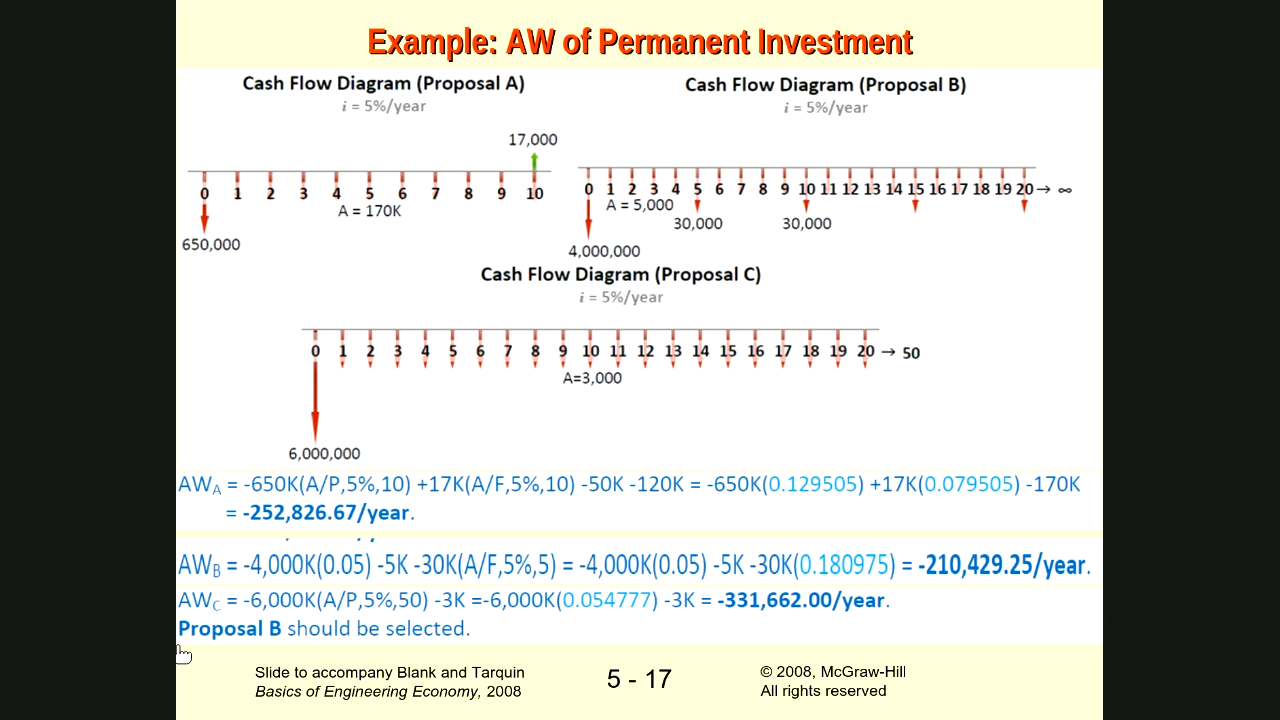 Example: AW of Permanent Investment
Cash Flow Diagram (Proposal A)
i = 5%/year
17,000
0 1 2 3 4 5 6 7 8 9 10
A = 170K
650,000
Cash Flow Diagram (Proposal B)
i = 5%/year
0 1 2 3 4 5 6 7 8 9 10 11 12 13 14 15 16 17 18 19 20 → ∞
A = 5,000
30,000 30,000
4,000,000
Cash Flow Diagram (Proposal C)
i = 5%/year
0 1 2 3 4 5 6 7 8 9 10 11 12 13 14 15 16 17 18 19 20 → 50
A=3,000
6,000,000
AWA = -650K(A/P,5%,10) +17K(A/F,5%,10) -50K -120K = -650K(0.129505) +17K(0.079505) -170K
= -252,826.67/year.
AWB = -4,000K(0.05) -5K -30K(A/F,5%,5) = -4,000K(0.05) -5K -30K(0.180975) = -210,429.25/year.
AWC = -6,000K(A/P,5%,50) -3K =-6,000K(0.054777) -3K = -331,662.00/year.
Proposal B should be selected.
Slide to accompany Blank and Tarquin
Basics of Engineering Economy, 2008
5 - 17
© 2008, McGraw-Hill
All rights reserved